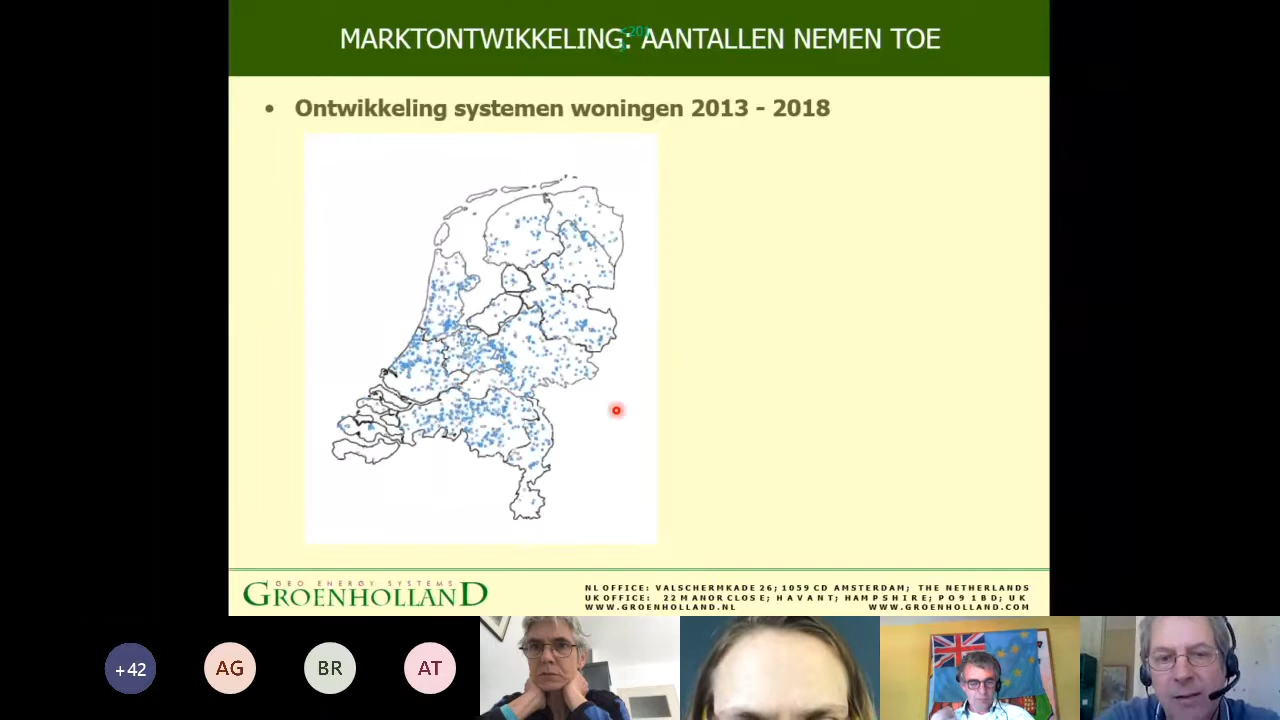 MARKTONTWIKKELING: AANTALLEN NEMEN TOE
• Ontwikkeling systemen woningen 2013 - 2018
GEO ENERGY SYSTEMS
GROENHOLLAND
NL OFFICE: VALSCHERMKADE 26; 1059 CD AMSTERDAM; THE NETHERLANDS
UK OFFICE: 22 MANOR CLOSE; HAVANT; HAMPSHIRE; PO9 1BD; UK
WWW.GROENHOLLAND.NL WWW.GROENHOLLAND.COM
+42 AG BR AT